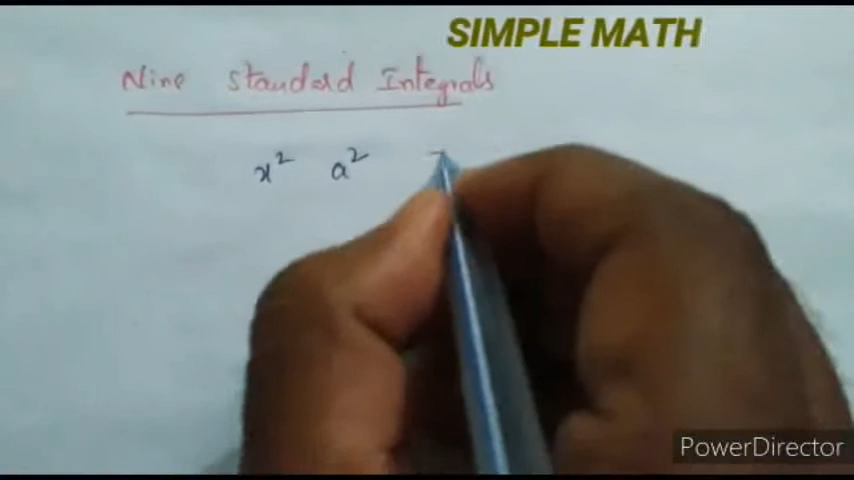 SIMPLE MATH
Nine Standard Integrals
x² a²
PowerDirector